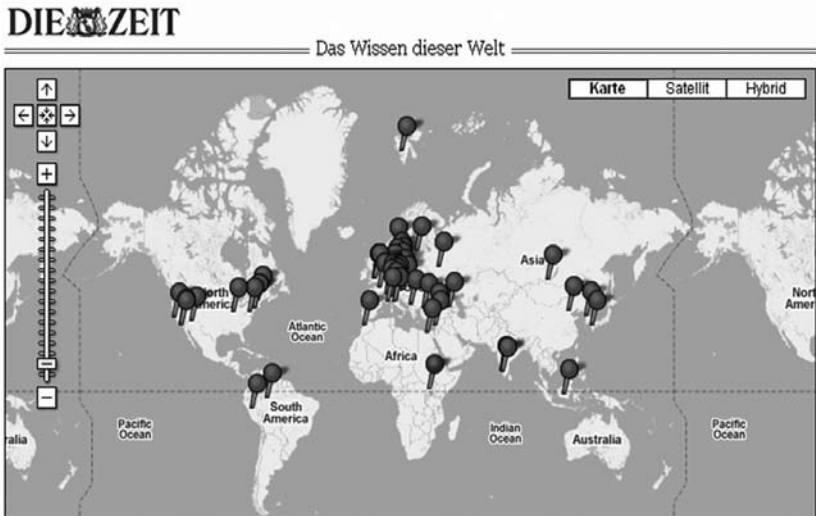 DIE ZEIT
Das Wissen dieser Welt
Karte Satellit Hybrid
Asia
North
America
North
Amer
Atlantic
Ocean
Africa
South
America
Pacific
Ocean
Indian
Ocean
Australia
Pacific
Ocean
ralia